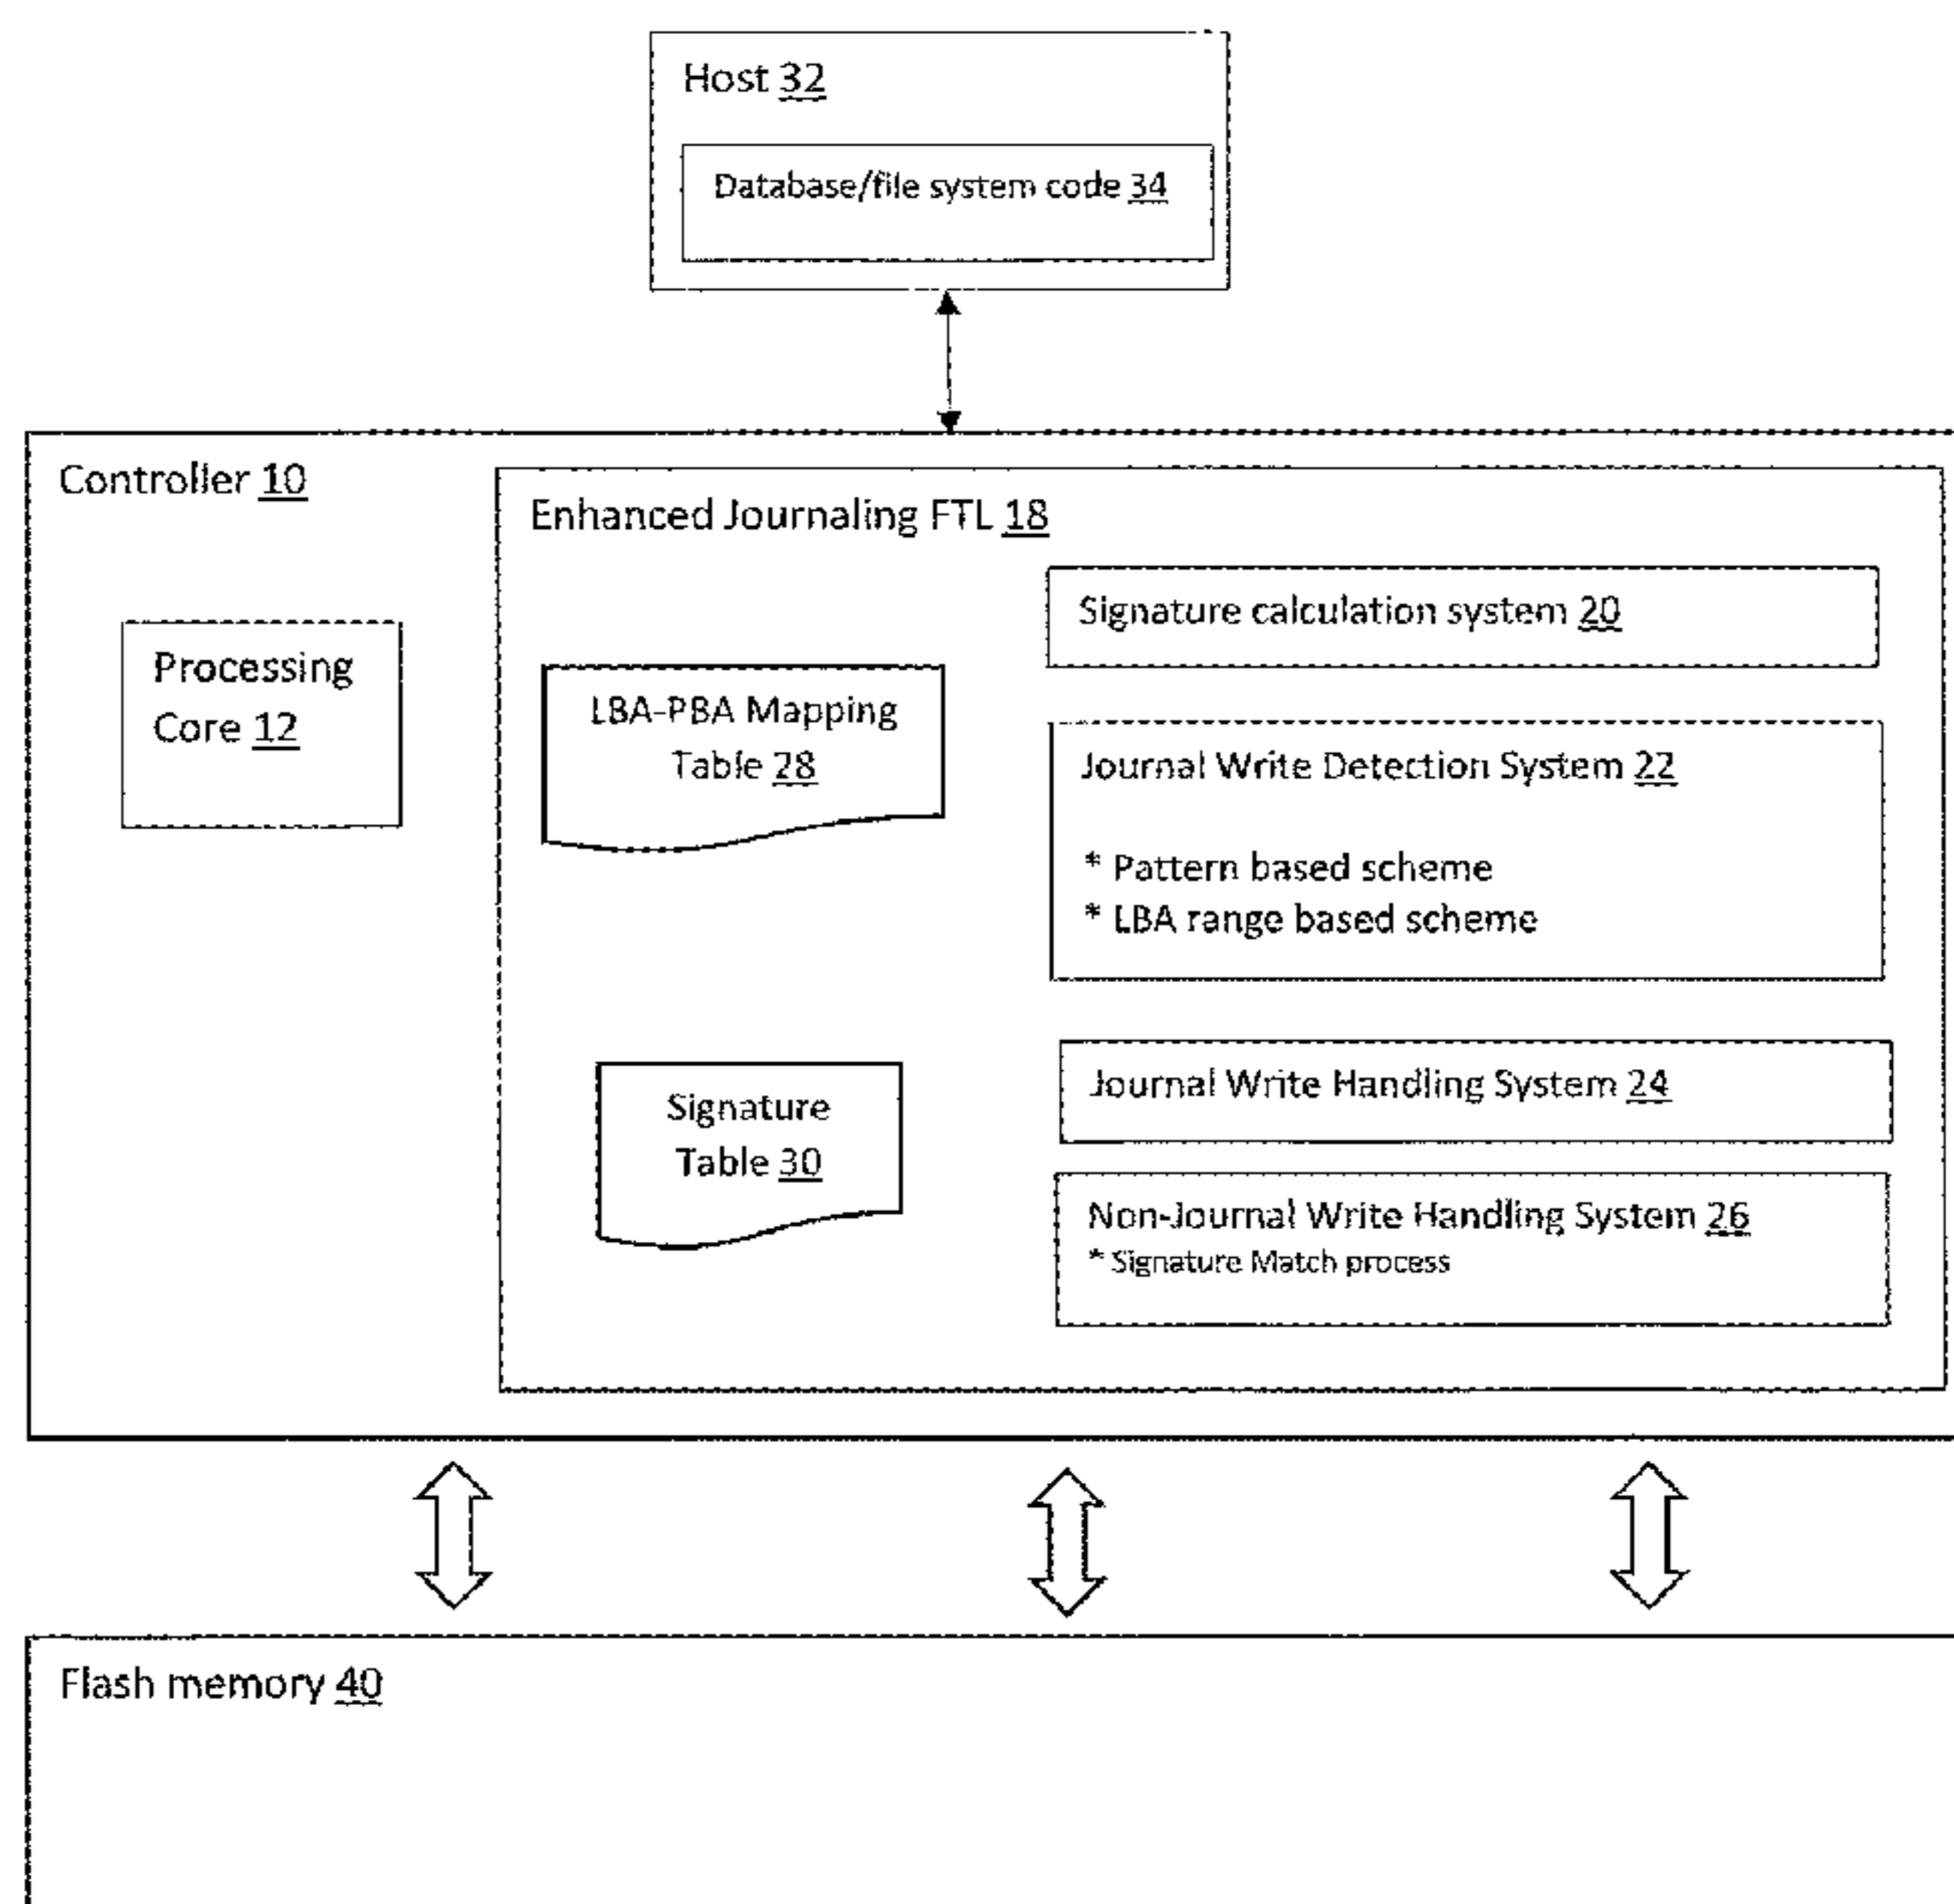 Host 32
Database/file system code 34
Controller 10
Enhanced Journaling FTL 18
Processing
Core 12
LBA-PBA Mapping
Table 28
Signature
Table 30
Signature calculation system 20
Journal Write Detection System 22
* Pattern based scheme
* LBA range based scheme
Journal Write Handling System 24
Non-Journal Write Handling System 26
* Signature Match process
Flash memory 40